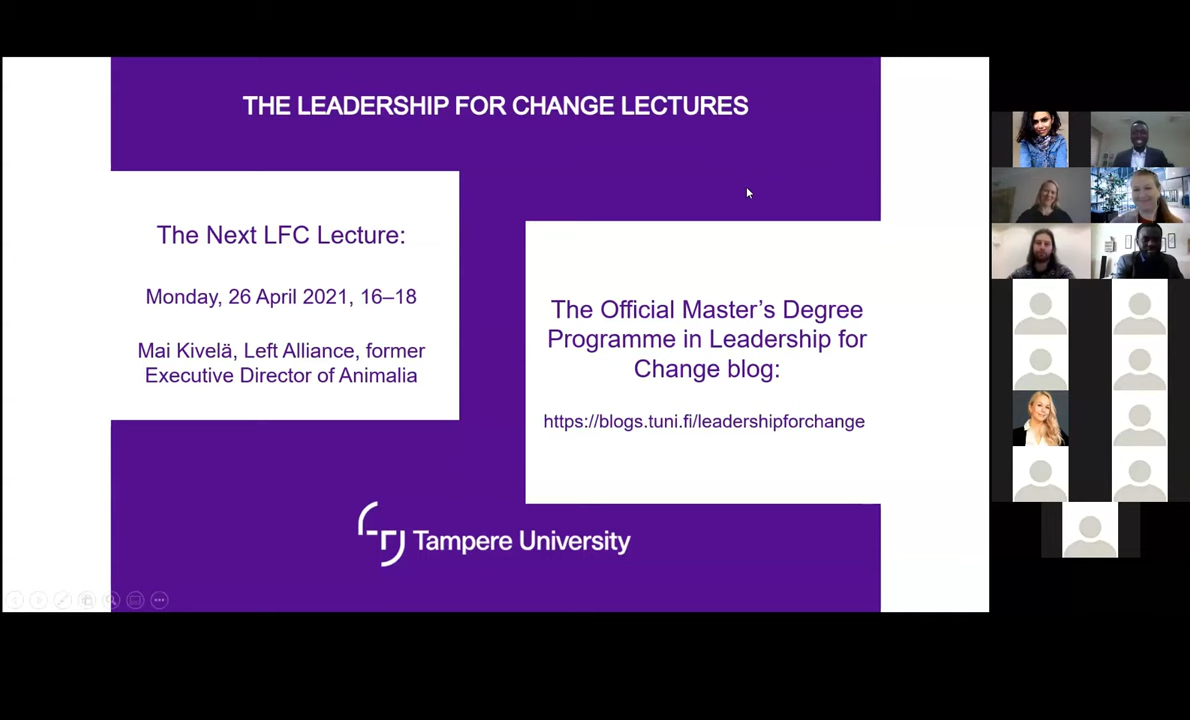 THE LEADERSHIP FOR CHANGE LECTURES
The Next LFC Lecture:
Monday, 26 April 2021, 16–18
Mai Kivelä, Left Alliance, former
Executive Director of Animalia
The Official Master’s Degree
Programme in Leadership for
Change blog:
https://blogs.tuni.fi/leadershipforchange
Tampere University